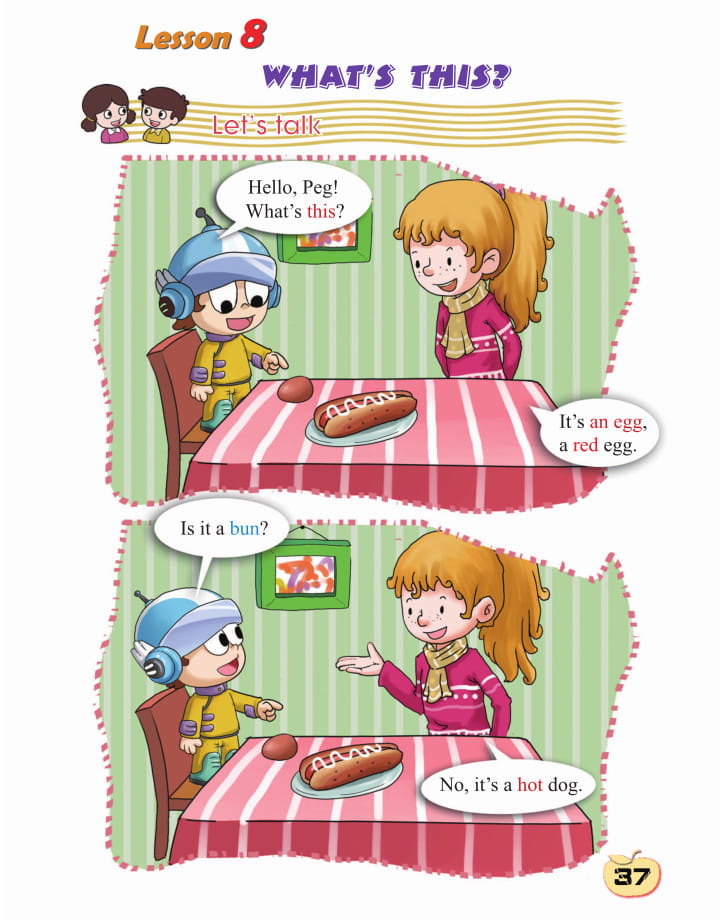 Lesson 8
WHAT'S THIS?
Let's talk
Hello, Peg!
What's this?
It's an egg,
a red egg.
Is it a bun?
No, it's a hot dog.
37